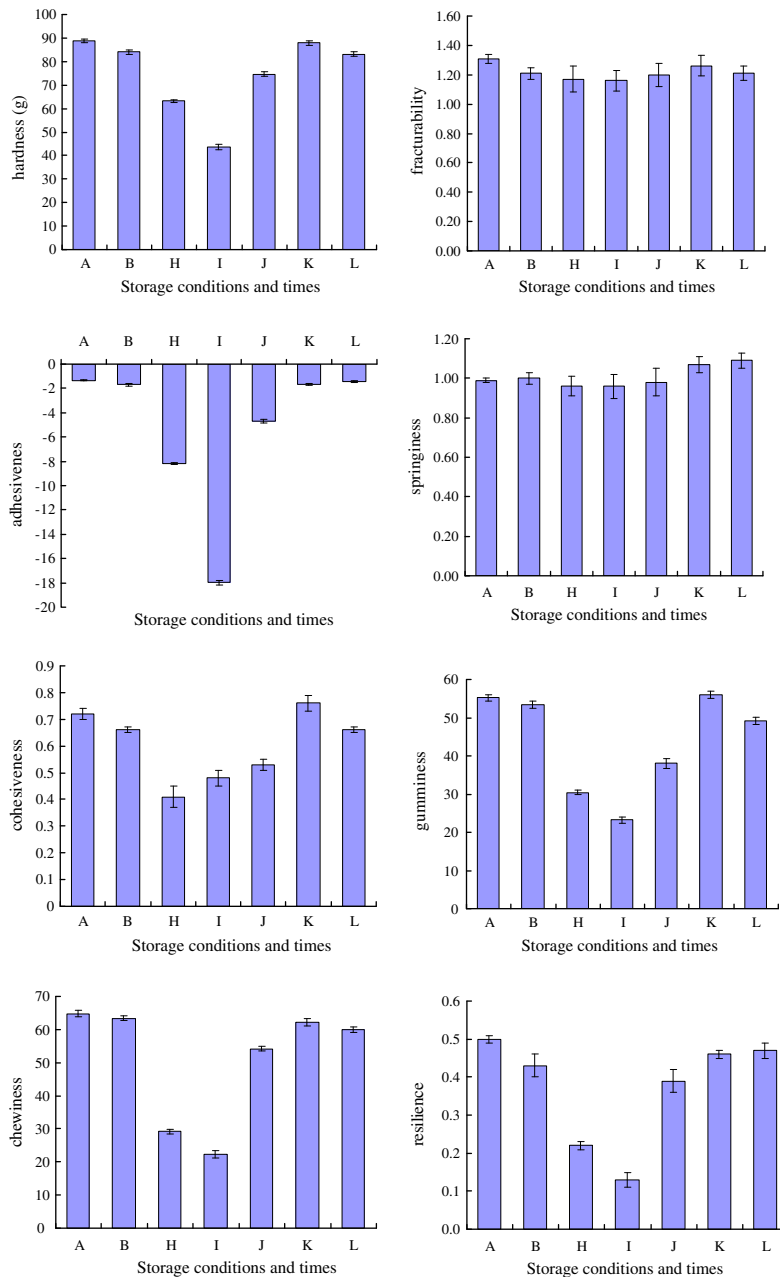 hardness (g)
100
90
80
70
60
50
40
30
20
10
0
A B H I J K L
Storage conditions and times
fracturability
1.60
1.40
1.20
1.00
0.80
0.60
0.40
0.20
0.00
A B H I J K L
Storage conditions and times
A B H I J K L
adhesivenes
0
-2
-4
-6
-8
-10
-12
-14
-16
-18
-20
Storage conditions and times
springiness
1.20
1.00
0.80
0.60
0.40
0.20
0.00
A B H I J K L
Storage conditions and times
cohesiveness
0.9
0.8
0.7
0.6
0.5
0.4
0.3
0.2
0.1
0
A B H I J K L
Storage conditions and times
gumminess
60
50
40
30
20
10
0
A B H I J K L
Storage conditions and times
chewiness
70
60
50
40
30
20
10
0
A B H I J K L
Storage conditions and times
resilience
0.6
0.5
0.4
0.3
0.2
0.1
0.0
A B H I J K L
Storage conditions and times